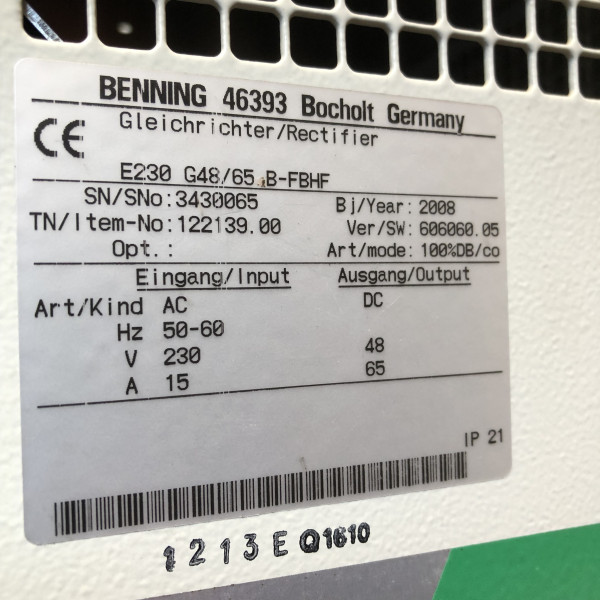 BENNING 46393 Bocholt Germany
CE
Gleichrichter/Rectifier
E230 G48/65 B-FBHF
SN/SNo: 3430065 Bj/Year: 2008
TN/Item-No: 122139.00 Ver/SW: 606060.05
Opt.: Art/mode: 100%DB/co
Eingang/Input Ausgang/Output
Art/Kind AC DC
Hz 50-60
V 230 48
A 15 65
IP 21
1213E Q1610